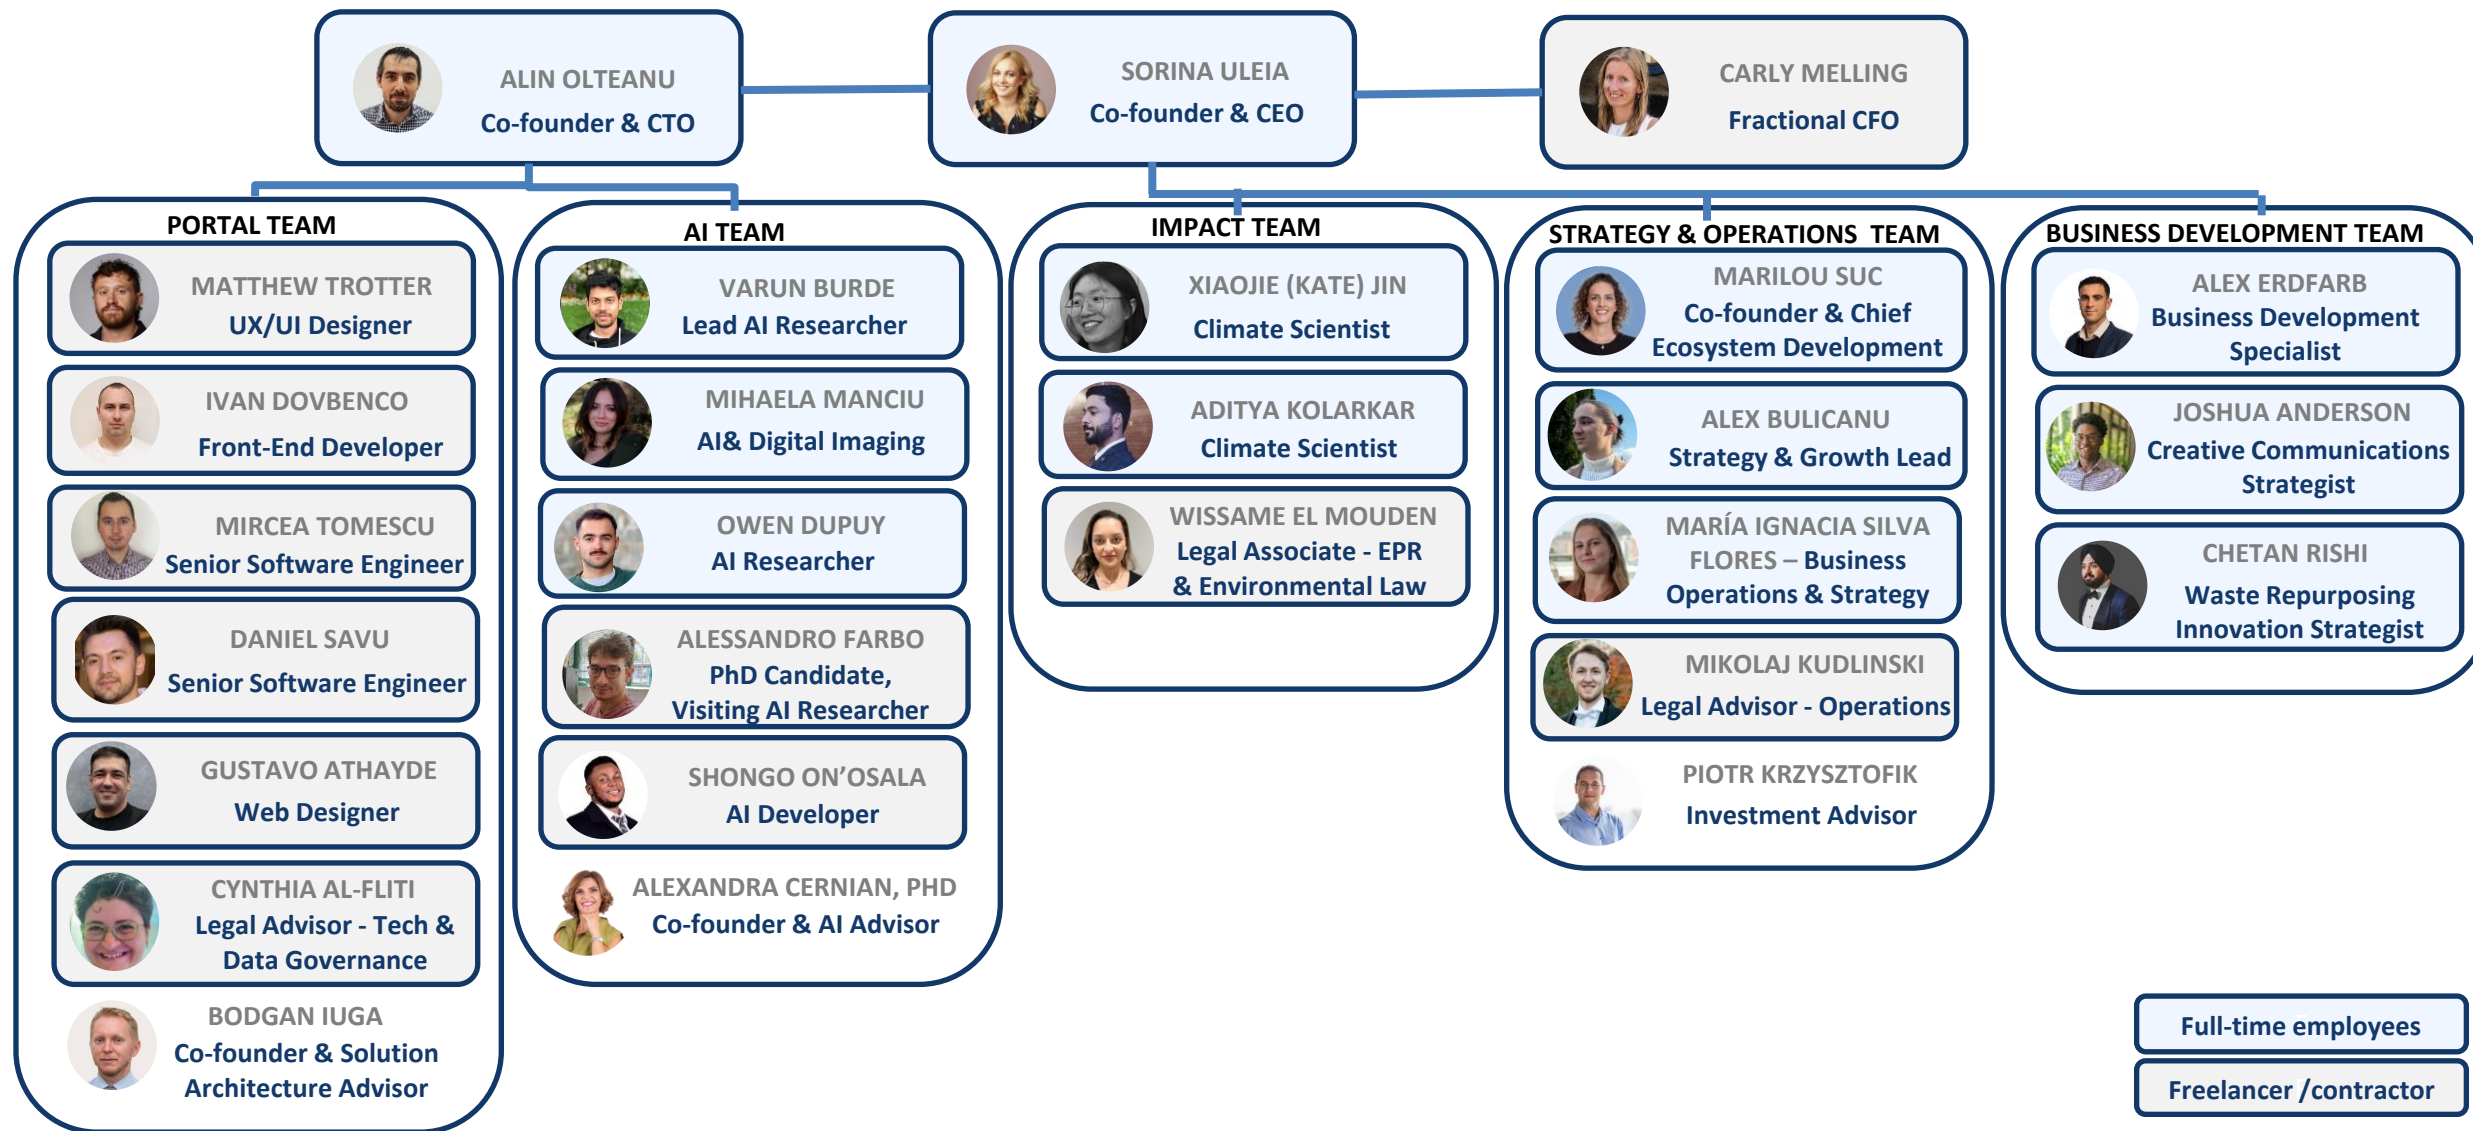 ALIN OLTEANU
Co-founder & CTO
SORINA ULEIA
Co-founder & CEO
CARLY MELLING
Fractional CFO
PORTAL TEAM
MATTHEW TROTTER
UX/UI Designer
IVAN DOVBENCO
Front-End Developer
MIRCEA TOMESCU
Senior Software Engineer
DANIEL SAVU
Senior Software Engineer
GUSTAVO ATHAYDE
Web Designer
CYNTHIA AL-FLITI
Legal Advisor - Tech &
Data Governance
BODGAN IUGA
Co-founder & Solution
Architecture Advisor
AI TEAM
VARUN BURDE
Lead AI Researcher
MIHAELA MANCIU
AI& Digital Imaging
OWEN DUPUY
AI Researcher
ALESSANDRO FARBO
PhD Candidate,
Visiting AI Researcher
SHONGO ON’OSALA
AI Developer
ALEXANDRA CERNIAN, PHD
Co-founder & AI Advisor
IMPACT TEAM
XIAOJIE (KATE) JIN
Climate Scientist
ADITYA KOLARKAR
Climate Scientist
WISSAME EL MOUDEN
Legal Associate - EPR
& Environmental Law
STRATEGY & OPERATIONS TEAM
MARILOU SUC
Co-founder & Chief
Ecosystem Development
ALEX BULICANU
Strategy & Growth Lead
MARÍA IGNACIA SILVA
FLORES – Business
Operations & Strategy
MIKOLAJ KUDLINSKI
Legal Advisor - Operations
PIOTR KRZYSZTOFIK
Investment Advisor
BUSINESS DEVELOPMENT TEAM
ALEX ERDFARB
Business Development
Specialist
JOSHUA ANDERSON
Creative Communications
Strategist
CHETAN RISHI
Waste Repurposing
Innovation Strategist
Full-time employees
Freelancer /contractor